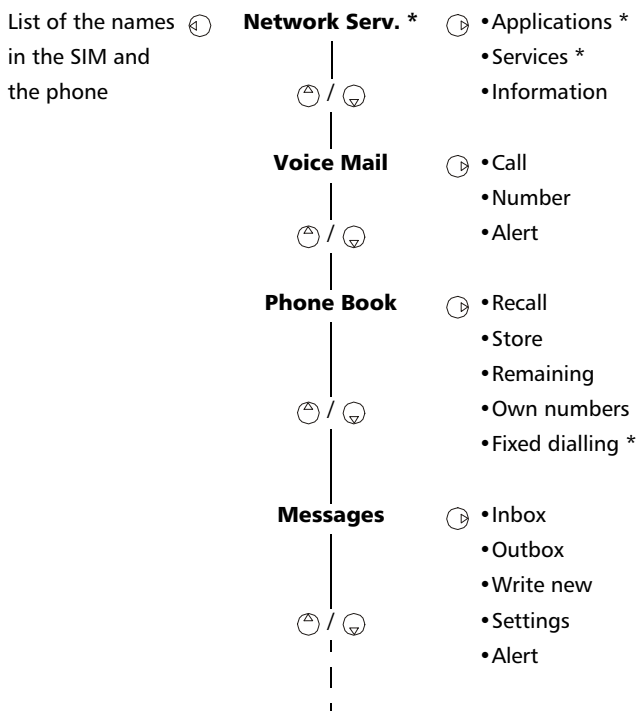 List of the names Network Serv. * •Applications *
in the SIM and •Services *
the phone / •Information
Voice Mail •Call
•Number
/ •Alert
Phone Book •Recall
•Store
•Remaining
/ •Own numbers
•Fixed dialling *
Messages •Inbox
•Outbox
•Write new
/ •Settings
•Alert